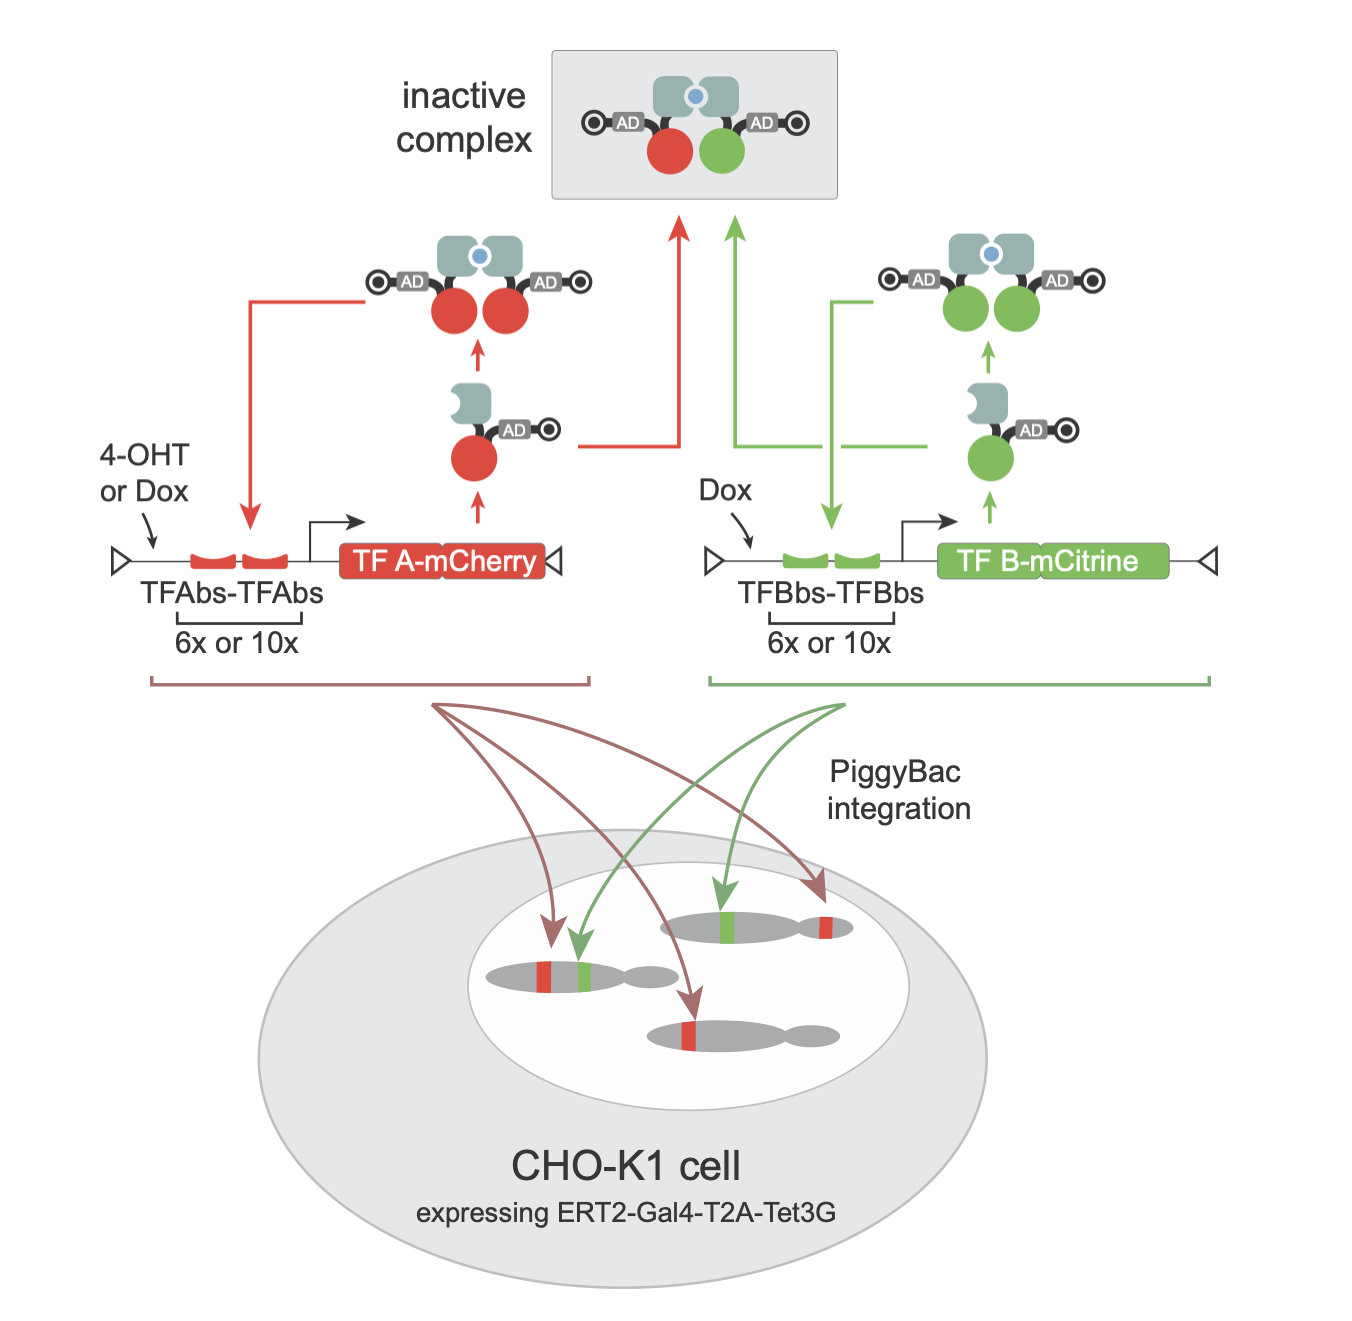 inactive
complex
AD
AD
AD
AD
AD
AD
AD
AD
4-OHT
or Dox
Dox
TF A-mCherry
TF B-mCitrine
TFAbs-TFAbs
TFBbs-TFBbs
6x or 10x
6x or 10x
PiggyBac
integration
CHO-K1 cell
expressing ERT2-Gal4-T2A-Tet3G